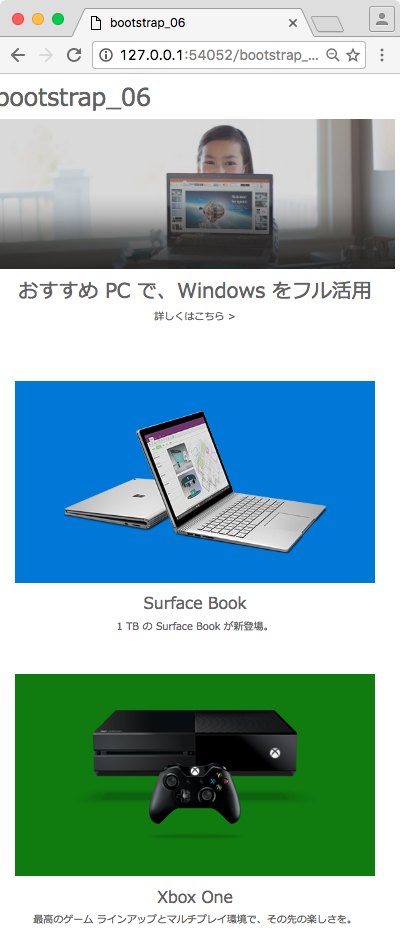 bootstrap_06
127.0.0.1:54052/bootstrap_...
bootstrap_06
おすすめ PC で、Windows をフル活用
詳しくはこちら >
Surface Book
1 TB の Surface Book が新登場。
Xbox One
最高のゲーム ラインアップとマルチプレイ環境で、その先の楽しさを。